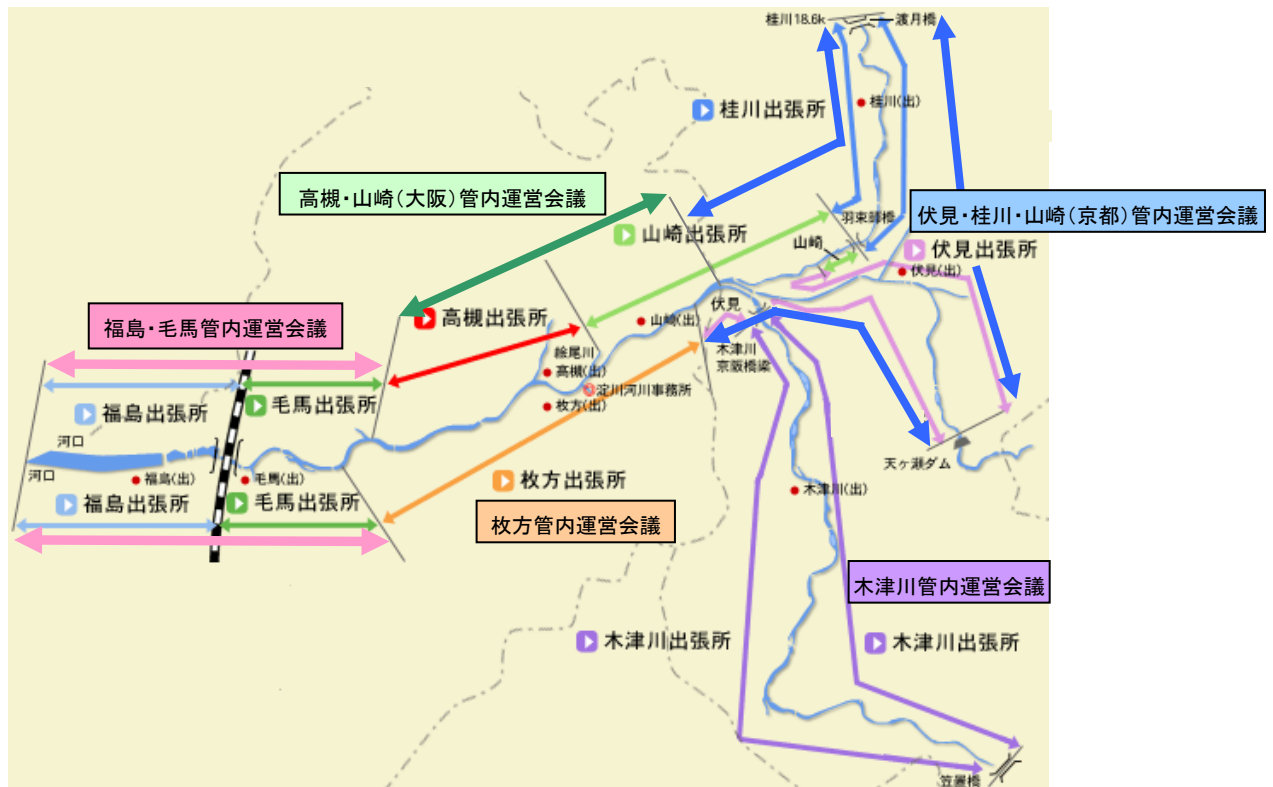 桂川18.6k
渡月橋
桂川(出)
桂川出張所
高槻・山崎(大阪)管内運営会議
伏見・桂川・山崎(京都)管内運営会議
羽束師橋
山崎出張所
山崎
伏見出張所
伏見(出)
福島・毛馬管内運営会議
高槻出張所
山崎(出)
伏見
木津川
京阪橋梁
絵尾川
高槻(出)
淀川河川事務所
枚方(出)
福島出張所
毛馬出張所
河口
河口
福島(出)
毛馬(出)
天ヶ瀬ダム
枚方出張所
木津川(出)
福島出張所
毛馬出張所
枚方管内運営会議
木津川管内運営会議
木津川出張所
木津川出張所
笠置橋